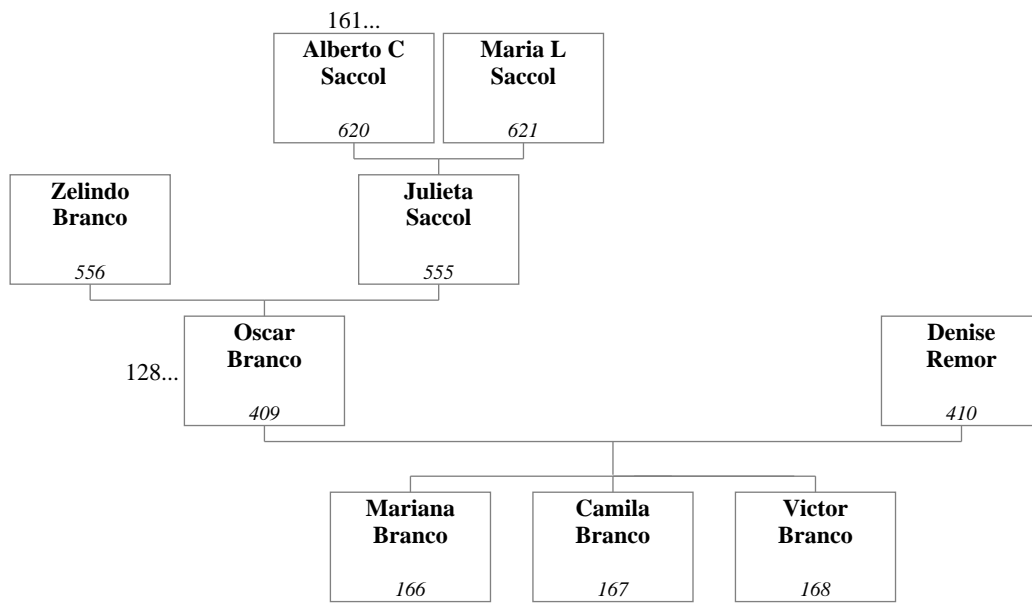 161...
Alberto C
Saccol
620
Maria L
Saccol
621
Zelindo
Branco
556
Julieta
Saccol
555
128...
Oscar
Branco
409
Denise
Remor
410
Mariana
Branco
166
Camila
Branco
167
Victor
Branco
168